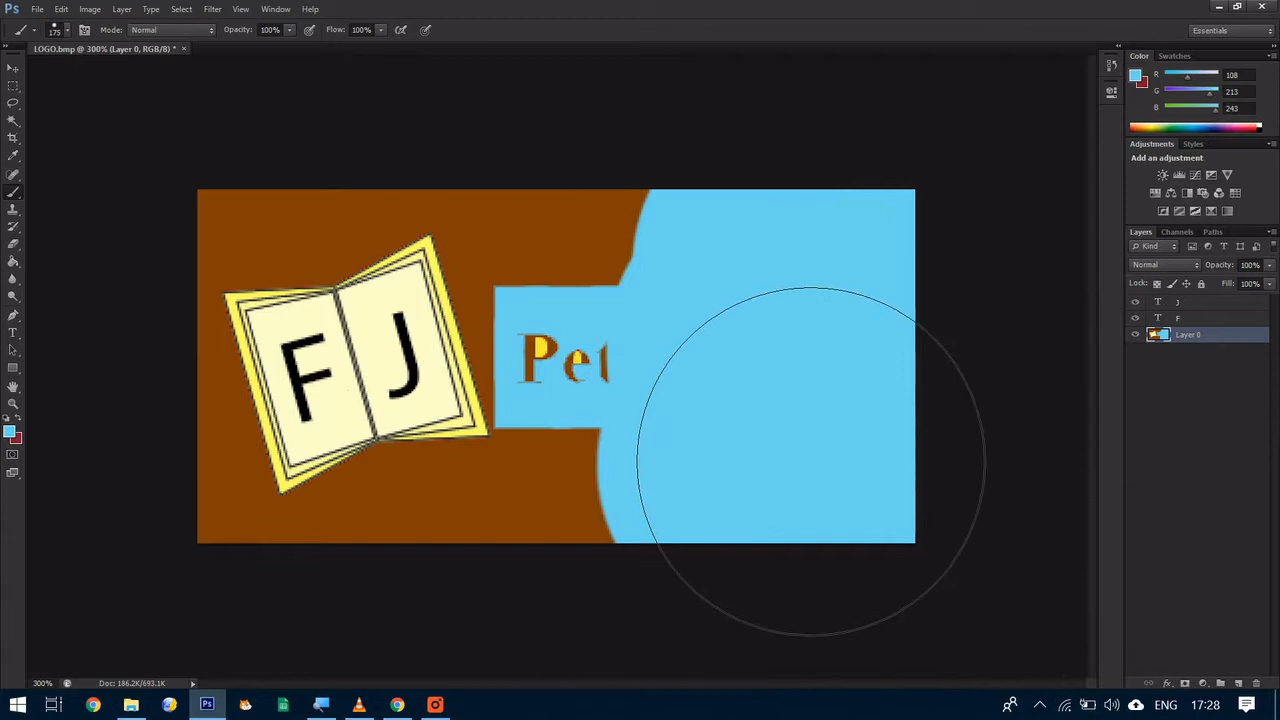 Ps File Edit Image Layer Type Select Filter View Window Help
175 Mode: Normal Opacity: 100% Flow: 100% Essentials
LOGO.bmp @ 300% (Layer 0, RGB/8) * ×
Color Swatches
R 108
G 213
B 243
Adjustments Styles
Add an adjustment
Layers Channels Paths
Kind
Normal Opacity: 100%
Lock: Fill: 100%
T J
T F
Layer 0
F J
Pet
300% Doc: 186.2K/693.1K
Ps ENG 17:28